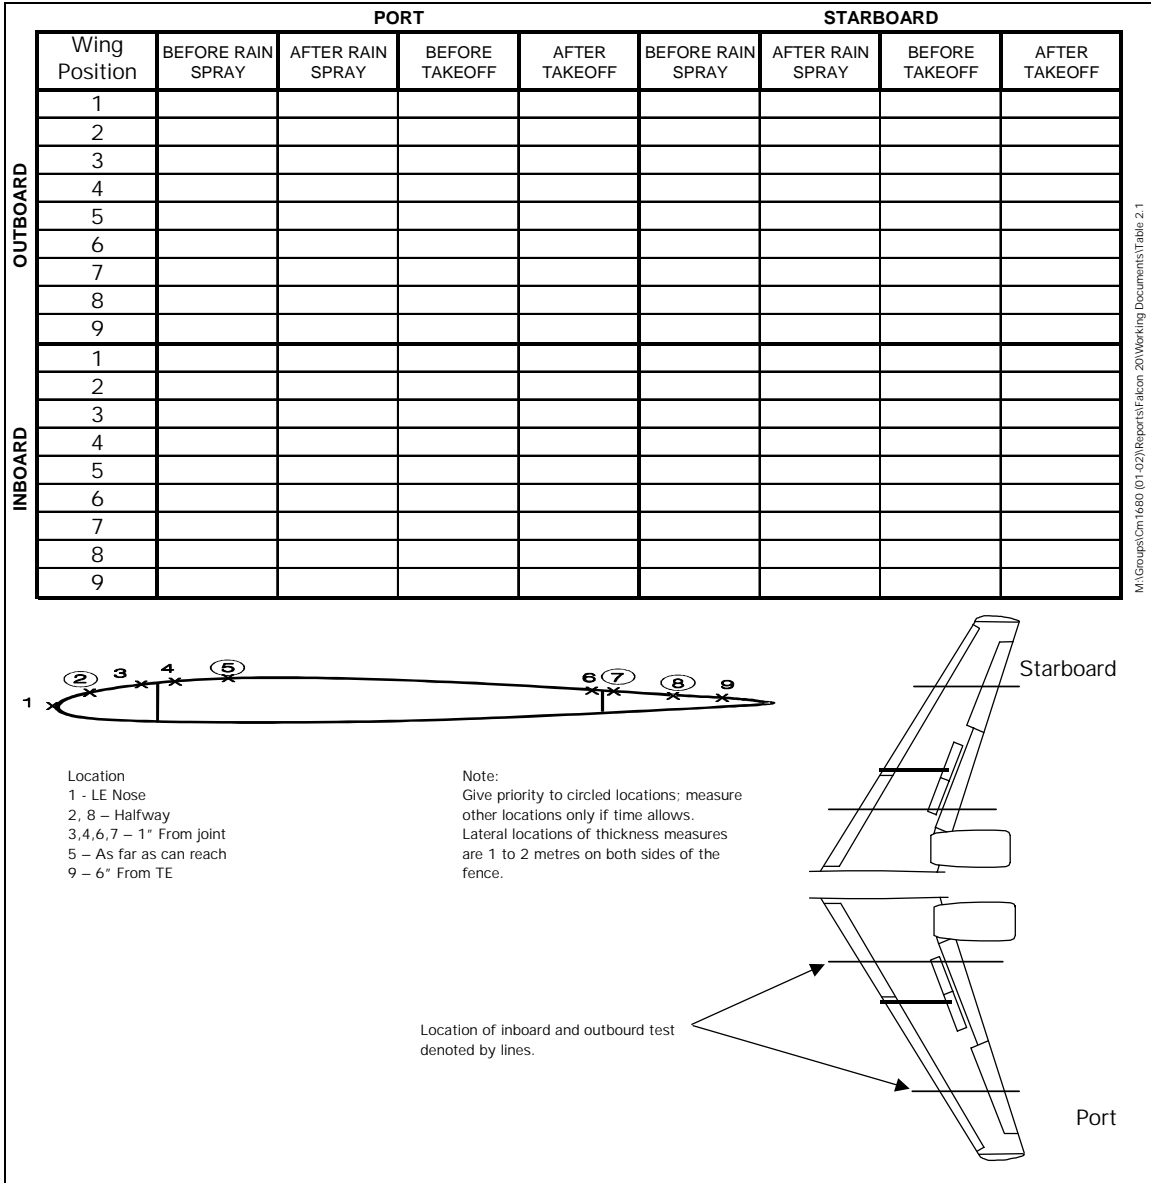 PORT STARBOARD
Wing Position BEFORE RAIN SPRAY AFTER RAIN SPRAY BEFORE TAKEOFF AFTER TAKEOFF BEFORE RAIN SPRAY AFTER RAIN SPRAY BEFORE TAKEOFF AFTER TAKEOFF
OUTBOARD
1
2
3
4
5
6
7
8
9
INBOARD
1
2
3
4
5
6
7
8
9
M:\Groups\Cm1680 (01-02)\Reports\Falcon 20\Working Documents\Table 2.1
1 2 3 4 5 6 7 8 9
Location
1 - LE Nose
2, 8 – Halfway
3,4,6,7 – 1" From joint
5 – As far as can reach
9 – 6" From TE
Note:
Give priority to circled locations; measure
other locations only if time allows.
Lateral locations of thickness measures
are 1 to 2 metres on both sides of the
fence.
Starboard
Location of inboard and outbourd test
denoted by lines.
Port